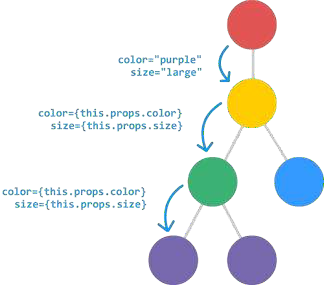 color="purple"
size="large"
color={this.props.color}
size={this.props.size}
color={this.props.color}
size={this.props.size}